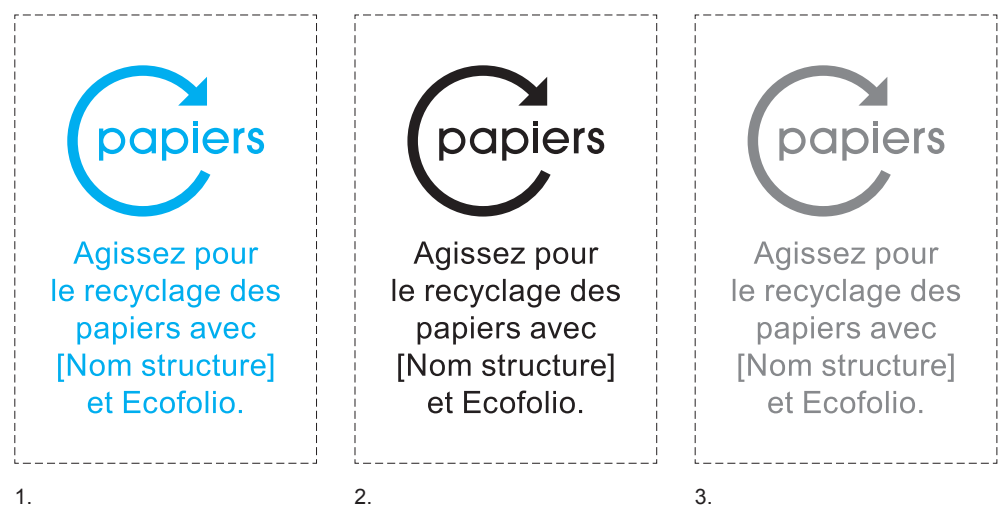 papiers
Agissez pour
le recyclage des
papiers avec
[Nom structure]
et Ecofolio.
1.
papiers
Agissez pour
le recyclage des
papiers avec
[Nom structure]
et Ecofolio.
2.
papiers
Agissez pour
le recyclage des
papiers avec
[Nom structure]
et Ecofolio.
3.